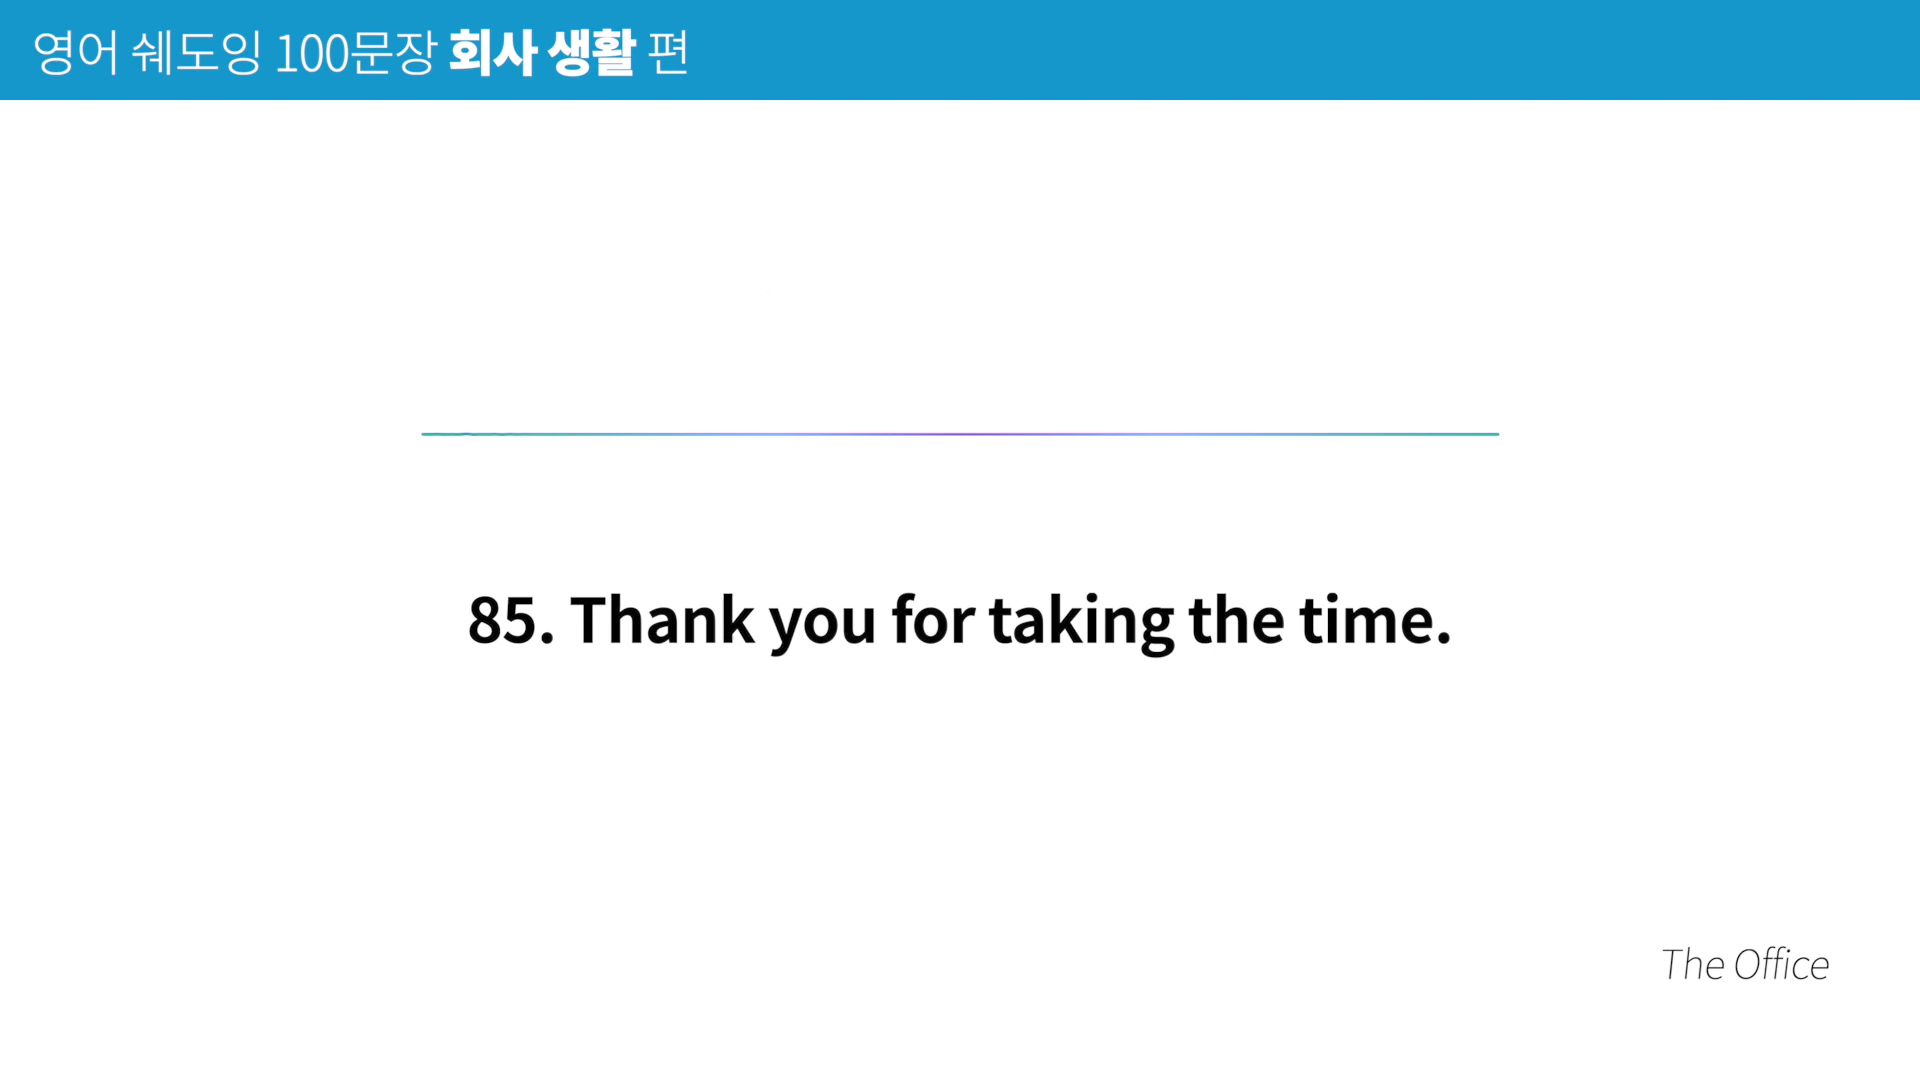 영어 쉐도잉 100문장 회사 생활 편
85. Thank you for taking the time.
The Office